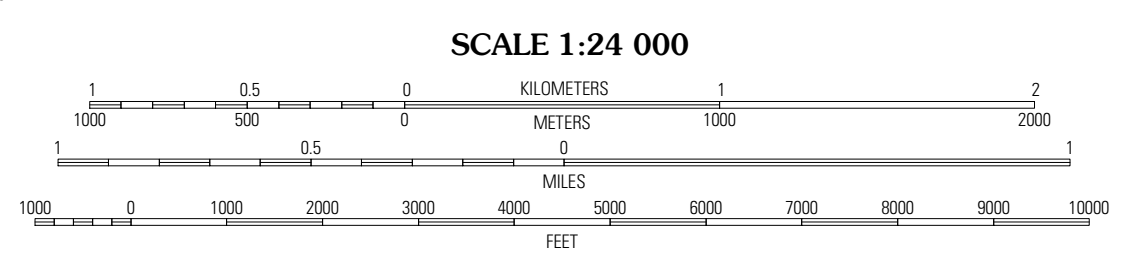 SCALE 1:24 000
1 0.5 0 KILOMETERS 1 2
1000 500 0 METERS 1000 2000
1 0.5 0 1
MILES
1000 0 1000 2000 3000 4000 5000 6000 7000 8000 9000 10000
FEET